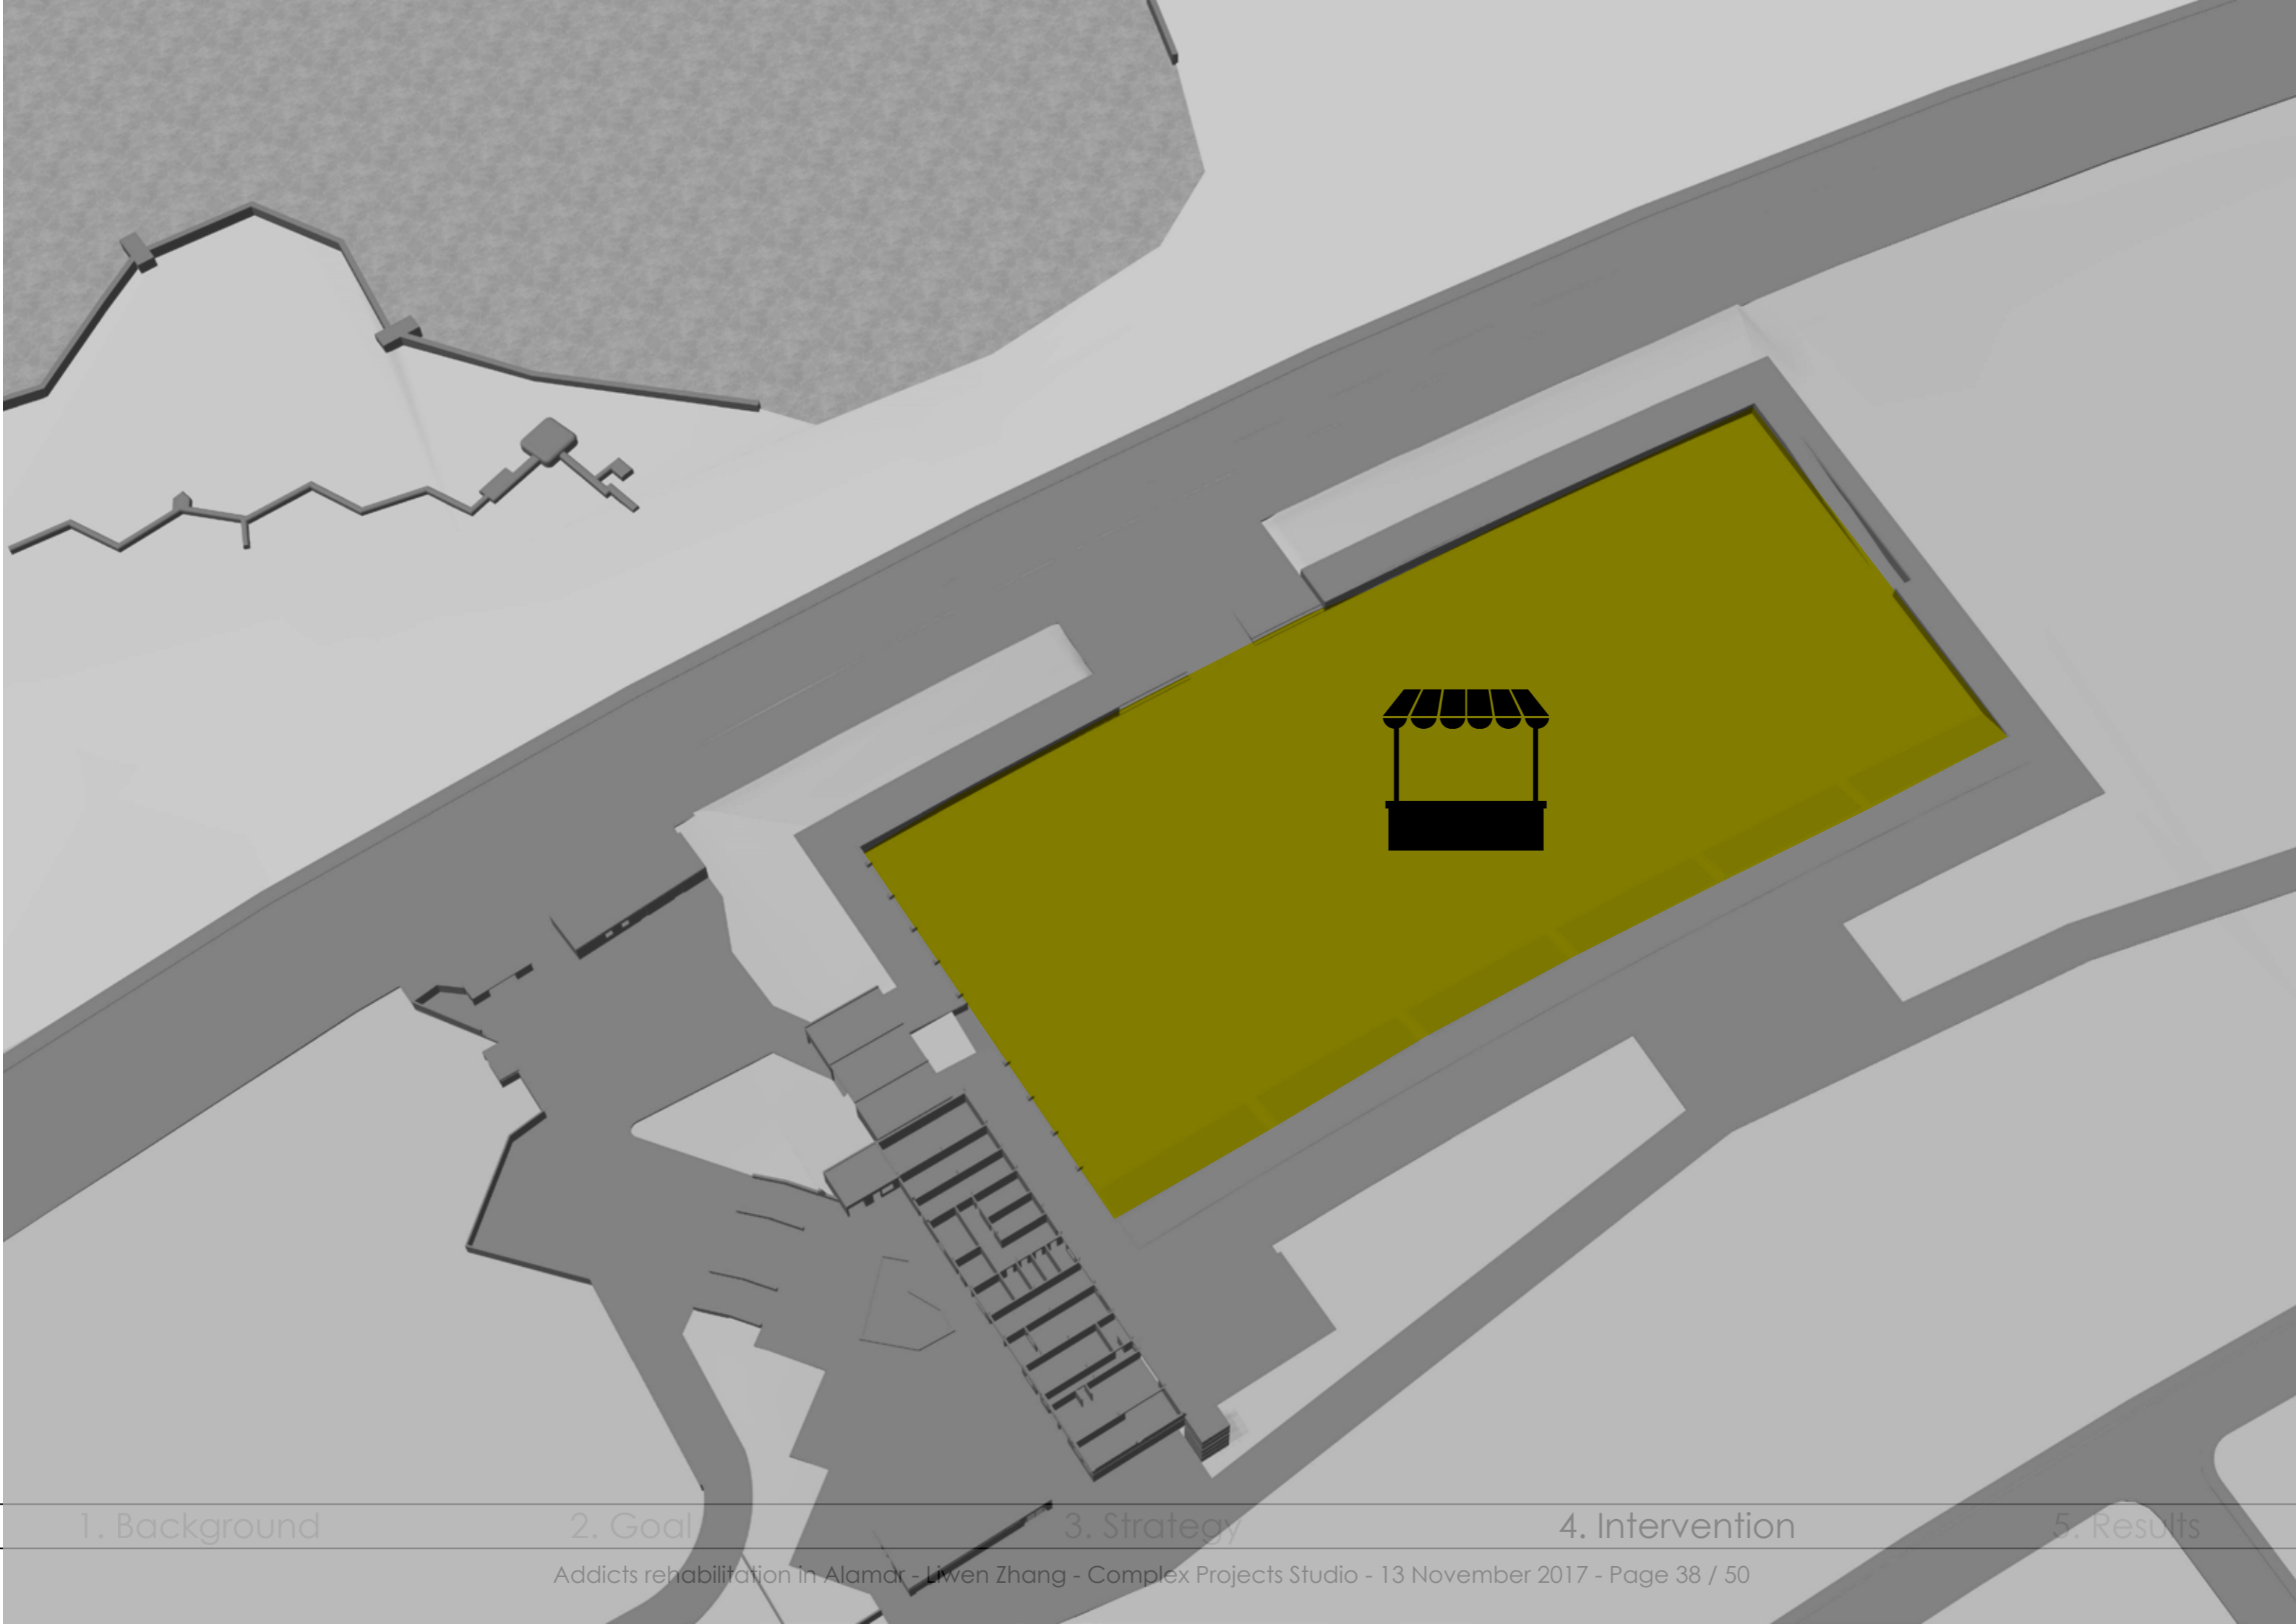 1. Background 2. Goal 3. Strategy 4. Intervention 5. Results
Addicts rehabilitation in Alamar - Liwen Zhang - Complex Projects Studio - 13 November 2017 - Page 38 / 50